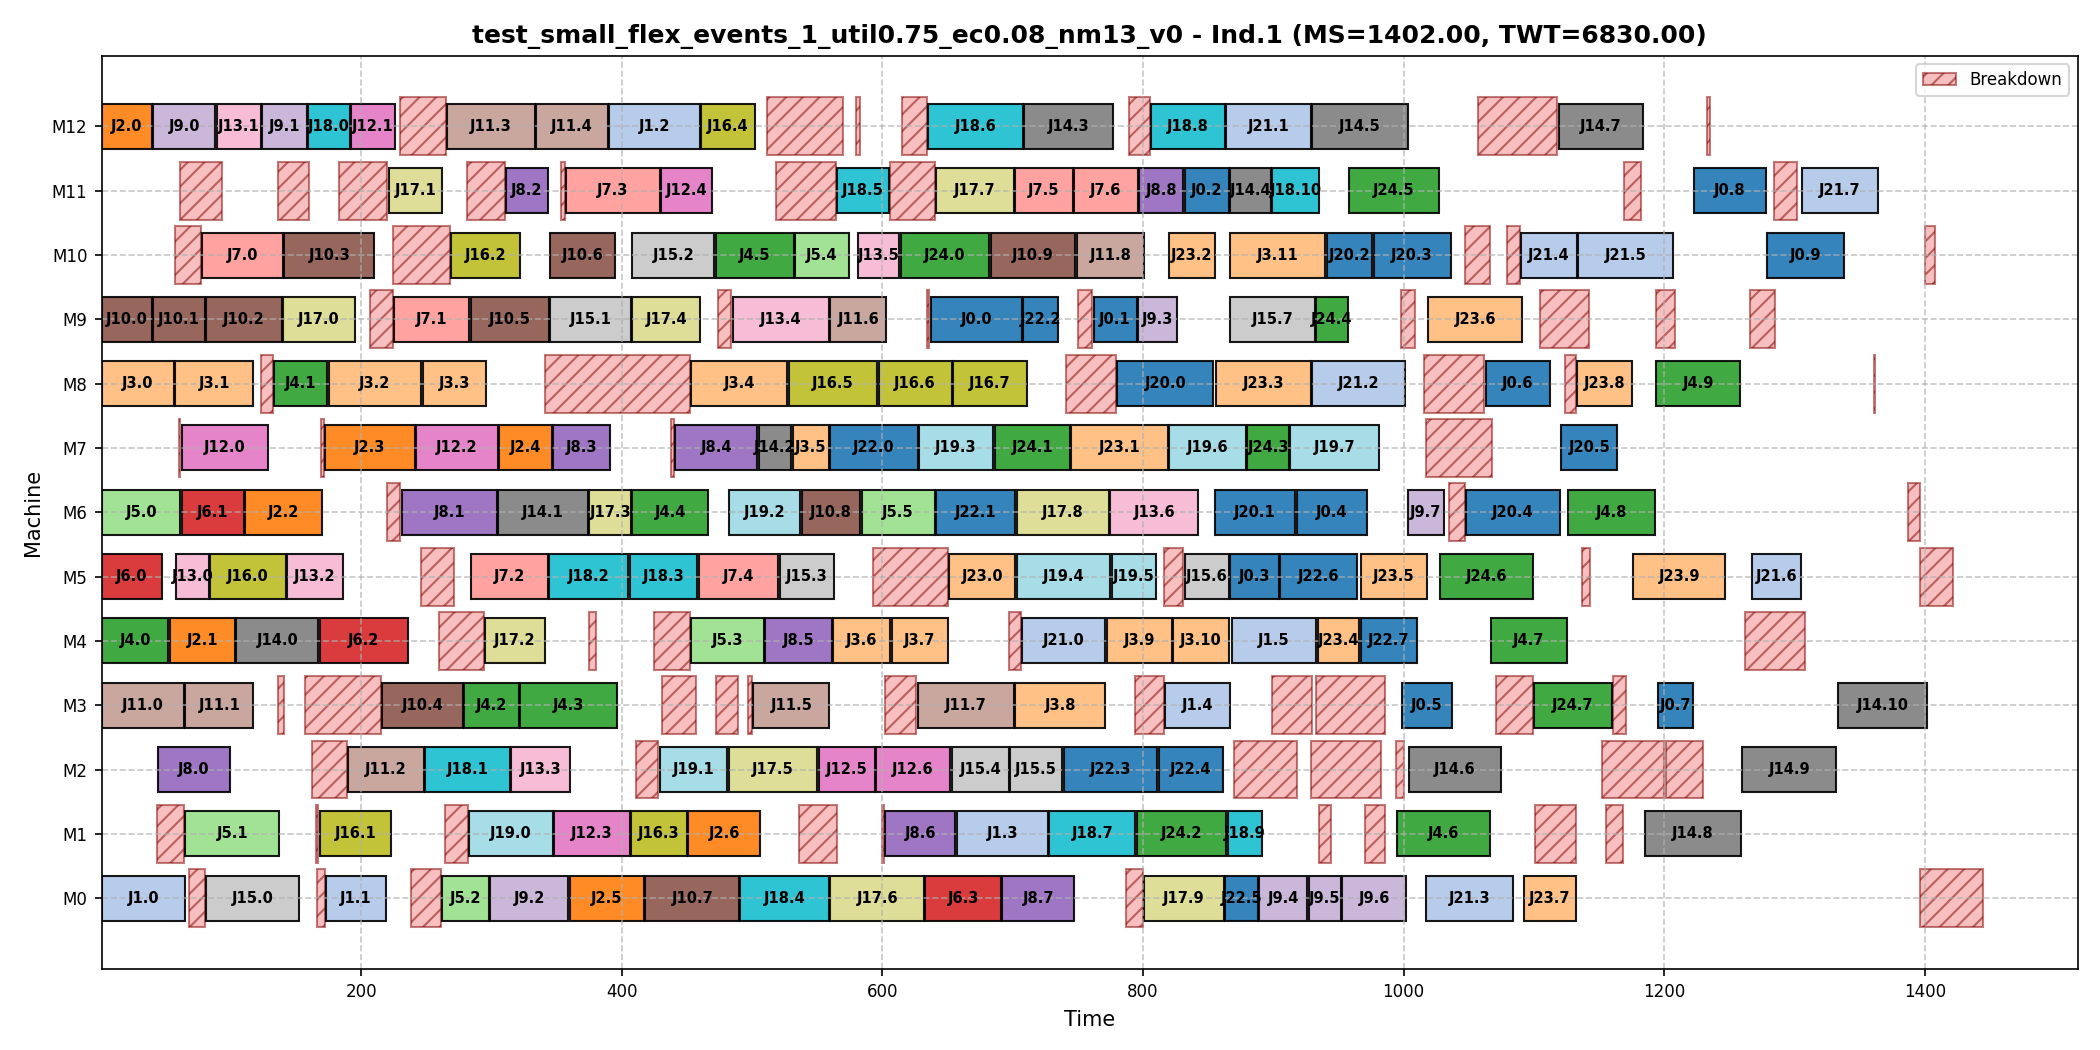 test_small_flex_events_1_util0.75_ec0.08_nm13_v0 - Ind.1 (MS=1402.00, TWT=6830.00)
Breakdown
M12 J2.0 J9.0 J13.1 J9.1 J18.0 J12.1 J11.3 J11.4 J1.2 J16.4 J18.6 J14.3 J18.8 J21.1 J14.5 J14.7
M11 J17.1 J8.2 J7.3 J12.4 J18.5 J17.7 J7.5 J7.6 J8.8 J0.2 J14.4 J18.10 J24.5 J0.8 J21.7
M10 J7.0 J10.3 J16.2 J10.6 J15.2 J4.5 J5.4 J13.5 J24.0 J10.9 J11.8 J23.2 J3.11 J20.2 J20.3 J21.4 J21.5 J0.9
M9 J10.0 J10.1 J10.2 J17.0 J7.1 J10.5 J15.1 J17.4 J13.4 J11.6 J0.0 J22.2 J0.1 J9.3 J15.7 J24.4 J23.6
M8 J3.0 J3.1 J4.1 J3.2 J3.3 J3.4 J16.5 J16.6 J16.7 J20.0 J23.3 J21.2 J0.6 J23.8 J4.9
M7 J12.0 J2.3 J12.2 J2.4 J8.3 J8.4 J14.2 J3.5 J22.0 J19.3 J24.1 J23.1 J19.6 J24.3 J19.7 J20.5
M6 J5.0 J6.1 J2.2 J8.1 J14.1 J17.3 J4.4 J19.2 J10.8 J5.5 J22.1 J17.8 J13.6 J20.1 J0.4 J9.7 J20.4 J4.8
M5 J6.0 J13.0 J16.0 J13.2 J7.2 J18.2 J18.3 J7.4 J15.3 J23.0 J19.4 J19.5 J15.6 J0.3 J22.6 J23.5 J24.6 J23.9 J21.6
M4 J4.0 J2.1 J14.0 J6.2 J17.2 J5.3 J8.5 J3.6 J3.7 J21.0 J3.9 J3.10 J1.5 J23.4 J22.7 J4.7
M3 J11.0 J11.1 J10.4 J4.2 J4.3 J11.5 J11.7 J3.8 J1.4 J0.5 J24.7 J0.7 J14.10
M2 J8.0 J11.2 J18.1 J13.3 J19.1 J17.5 J12.5 J12.6 J15.4 J15.5 J22.3 J22.4 J14.6 J14.9
M1 J5.1 J16.1 J19.0 J12.3 J16.3 J2.6 J8.6 J1.3 J18.7 J24.2 J18.9 J4.6 J14.8
M0 J1.0 J15.0 J1.1 J5.2 J9.2 J2.5 J10.7 J18.4 J17.6 J6.3 J8.7 J17.9 J22.5 J9.4 J9.5 J9.6 J21.3 J23.7
Machine
200 400 600 800 1000 1200 1400
Time